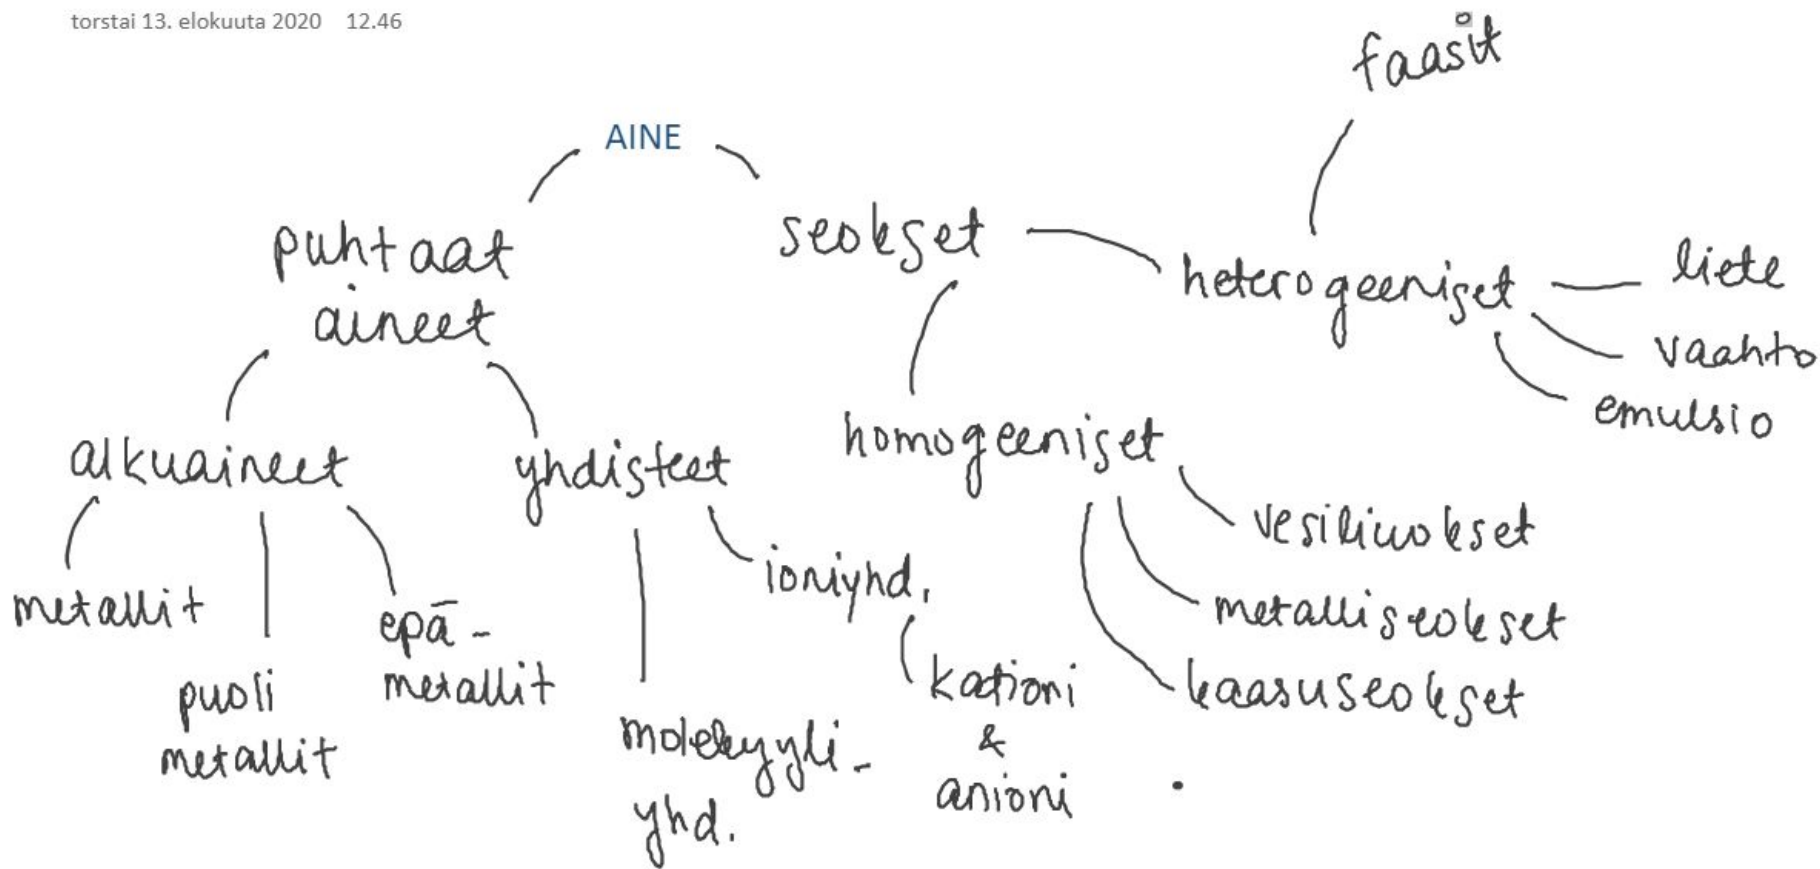 torstai 13. elokuuta 2020 12.46
faasit
AINE
puhtaat
aineet
seokset
heterogeeniset
liete
vaahto
emulsio
alkuaineet
yhdisteet
homogeeniset
metallit
puoli
metallit
epä-
metallit
molekyyli-
yhd.
ioniyhd.
kationi
&
anioni
vesiliuokset
metalliseokset
kaasuseokset